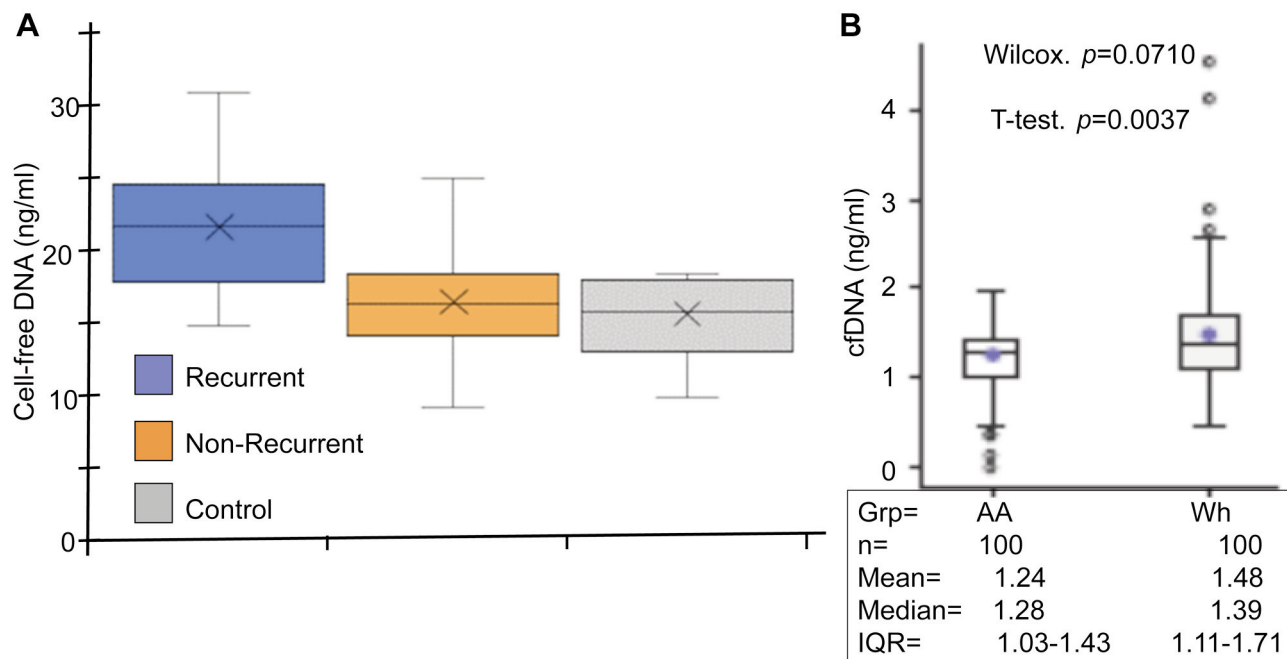 A
Cell-free DNA (ng/ml)
30
20
10
0
Recurrent
Non-Recurrent
Control
B
Wilcox. p=0.0710
T-test. p=0.0037
cfDNA (ng/ml)
4
3
2
1
0
Grp= AA Wh
n= 100 100
Mean= 1.24 1.48
Median= 1.28 1.39
IQR= 1.03-1.43 1.11-1.71